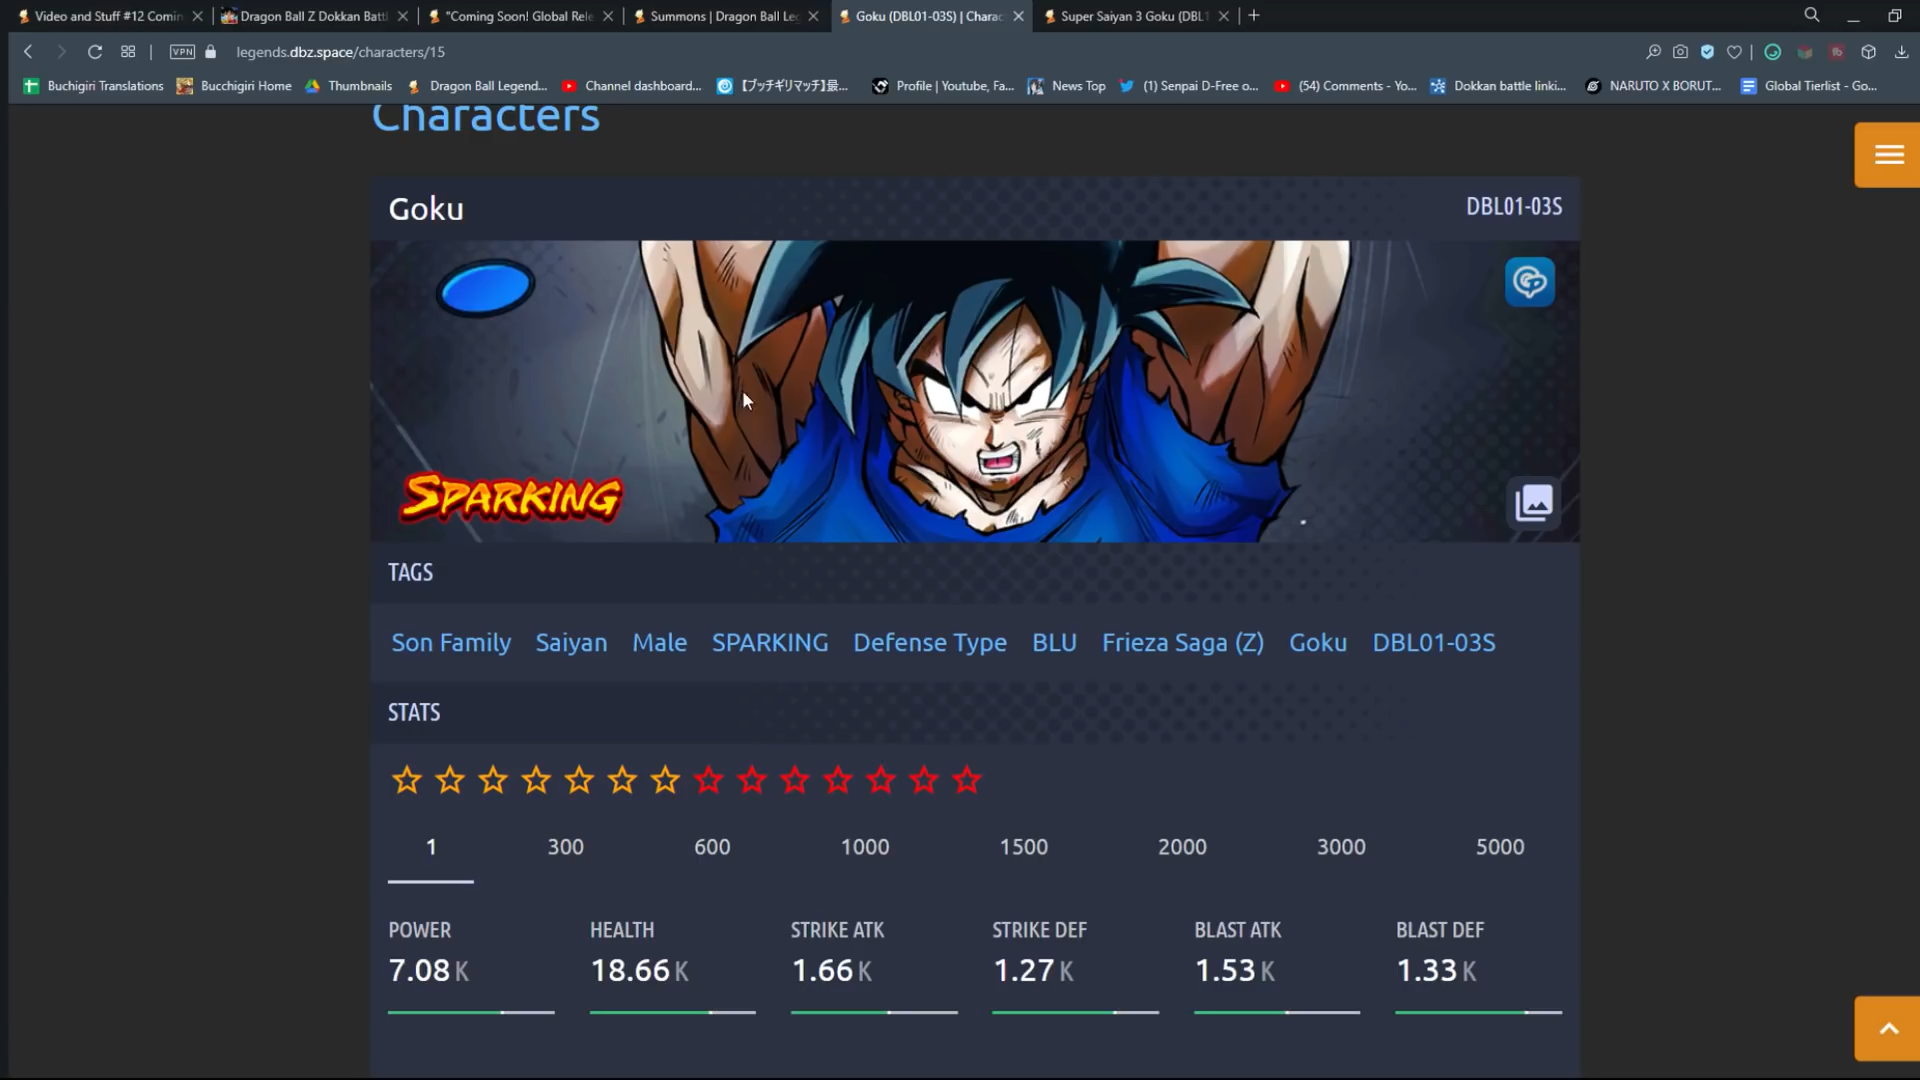 Video and Stuff #12 Comin
Dragon Ball Z Dokkan Batt
"Coming Soon! Global Rele
Summons | Dragon Ball Leg
Goku (DBL01-03S) | Charac
Super Saiyan 3 Goku (DBL1
VPN
legends.dbz.space/characters/15
Buchigiri Translations
Bucchigiri Home
Thumbnails
Dragon Ball Legend...
Channel dashboard...
【ブッチギリマッチ】最...
Profile | Youtube, Fa...
News Top
(1) Senpai D-Free o...
(54) Comments - Yo...
Dokkan battle linki...
NARUTO X BORUT...
Global Tierlist - Go...
Characters
Goku
DBL01-03S
SPARKING
TAGS
Son Family Saiyan Male SPARKING Defense Type BLU Frieza Saga (Z) Goku DBL01-03S
STATS
1 300 600 1000 1500 2000 3000 5000
POWER HEALTH STRIKE ATK STRIKE DEF BLAST ATK BLAST DEF
7.08 K 18.66 K 1.66 K 1.27 K 1.53 K 1.33 K